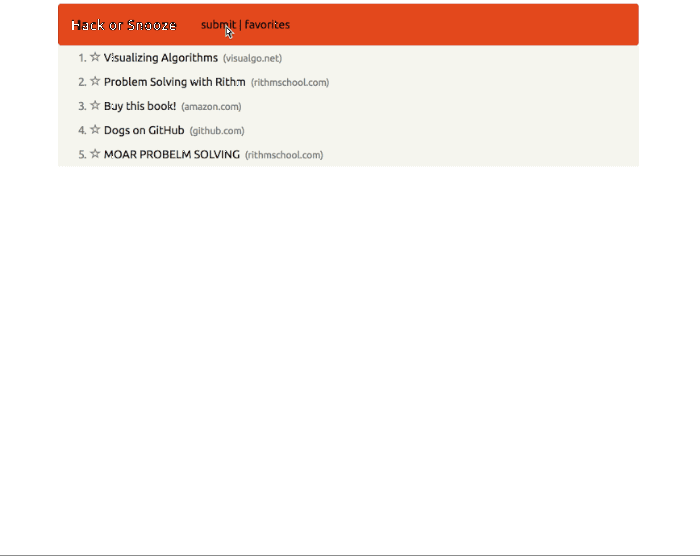 Hack or Snooze submit | favorites
1. ☆ Visualizing Algorithms (visualgo.net)
2. ☆ Problem Solving with Rithm (rithmschool.com)
3. ☆ Buy this book! (amazon.com)
4. ☆ Dogs on GitHub (github.com)
5. ☆ MOAR PROBELM SOLVING (rithmschool.com)